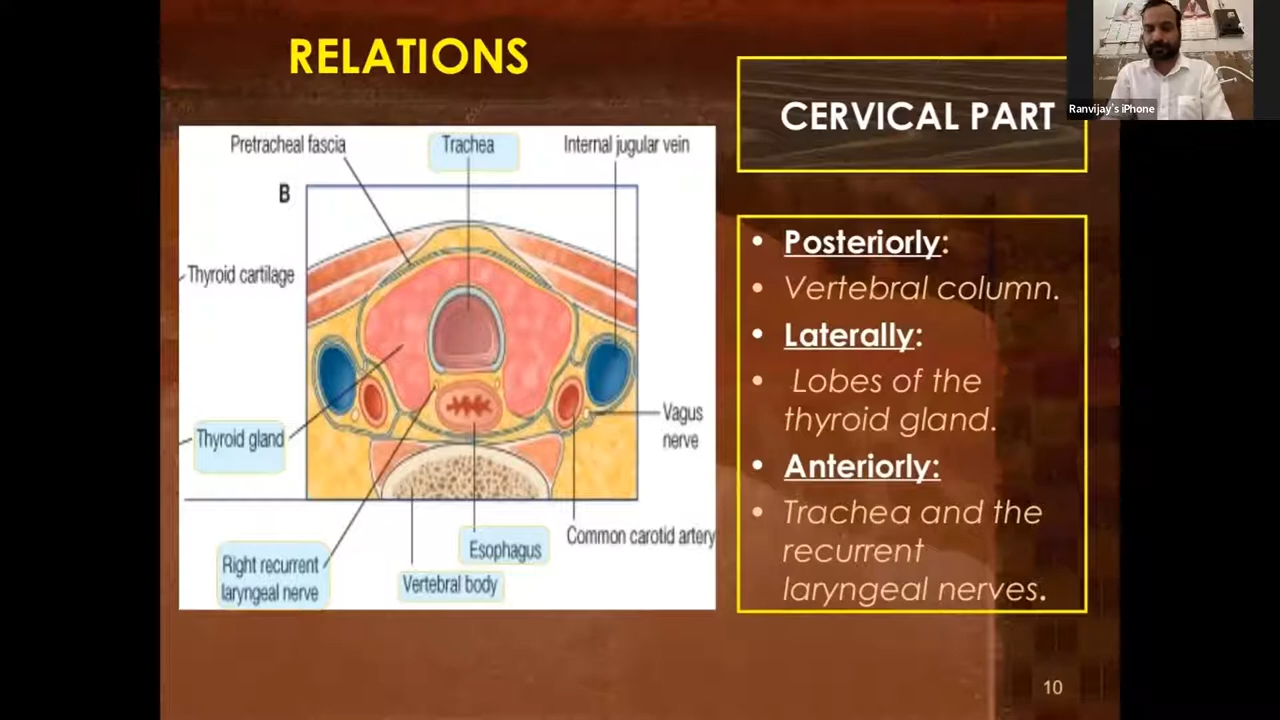 RELATIONS
CERVICAL PART
Ranvijay's iPhone
Pretracheal fascia
Trachea
Internal jugular vein
B
Thyroid cartilage
Thyroid gland
Vagus
nerve
Right recurrent
laryngeal nerve
Esophagus
Common carotid artery
Vertebral body
• Posteriorly:
• Vertebral column.
• Laterally:
• Lobes of the
thyroid gland.
• Anteriorly:
• Trachea and the
recurrent
laryngeal nerves.
10